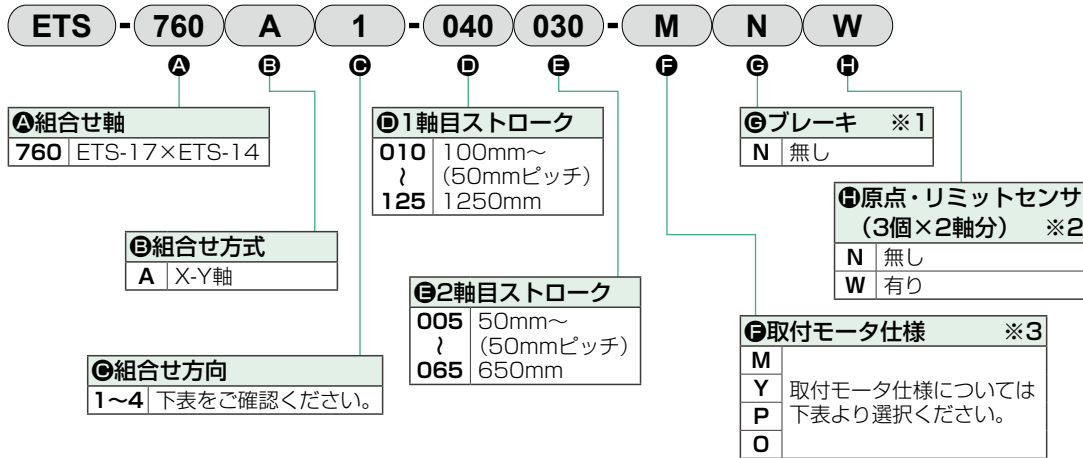 ETS - 760 A 1 - 040 030 - M N W
A B C D E F G H
A組合せ軸
760 ETS-17×ETS-14
B組合せ方式
A X-Y軸
C組合せ方向
1~4 下表をご確認ください。
D1軸目ストローク
010 100mm~
~ (50mmピッチ)
125 1250mm
E2軸目ストローク
005 50mm~
~ (50mmピッチ)
065 650mm
Gブレーキ ※1
N 無し
H原点・リミットセンサ
(3個×2軸分) ※2
N 無し
W 有り
F取付モータ仕様 ※3
M
Y 取付モータ仕様については
P 下表より選択ください。
O